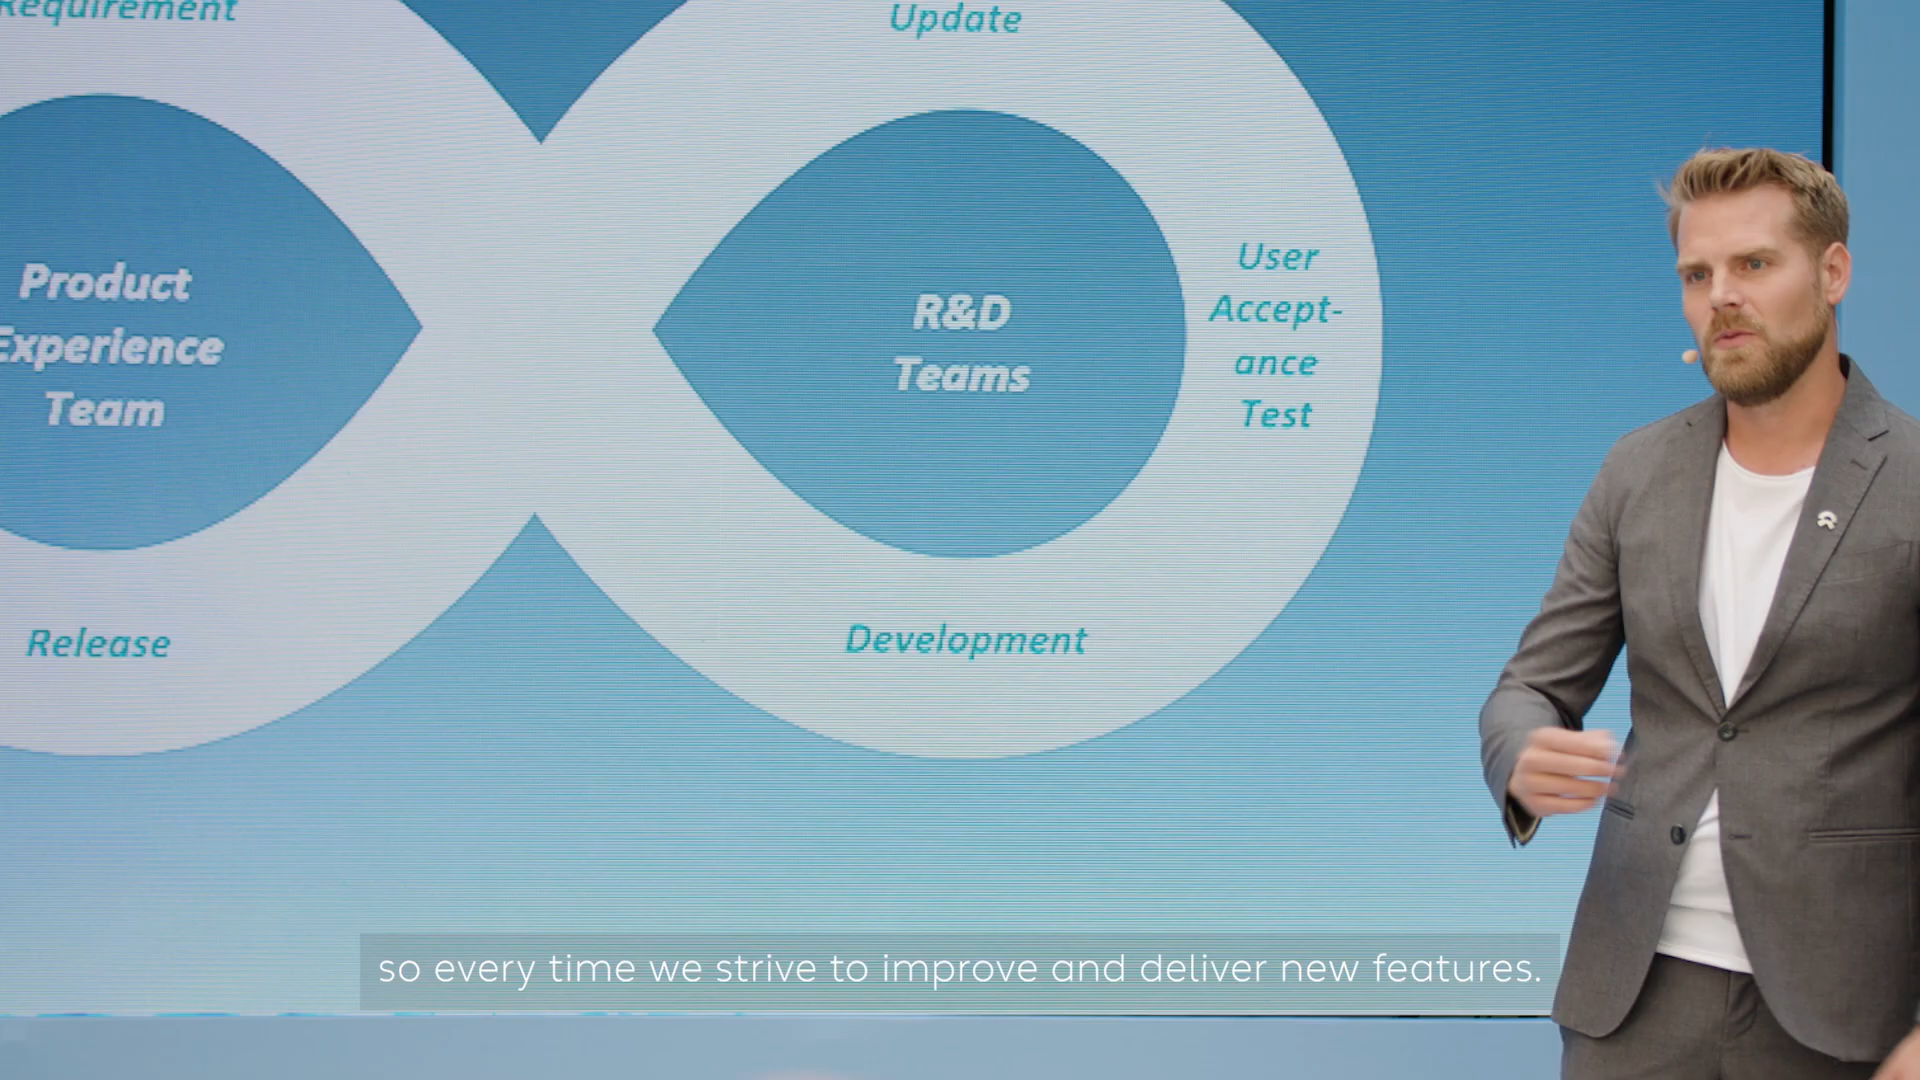 Requirement
Update
Product
Experience
Team
R&D
Teams
User
Accept-
ance
Test
Release
Development
so every time we strive to improve and deliver new features.